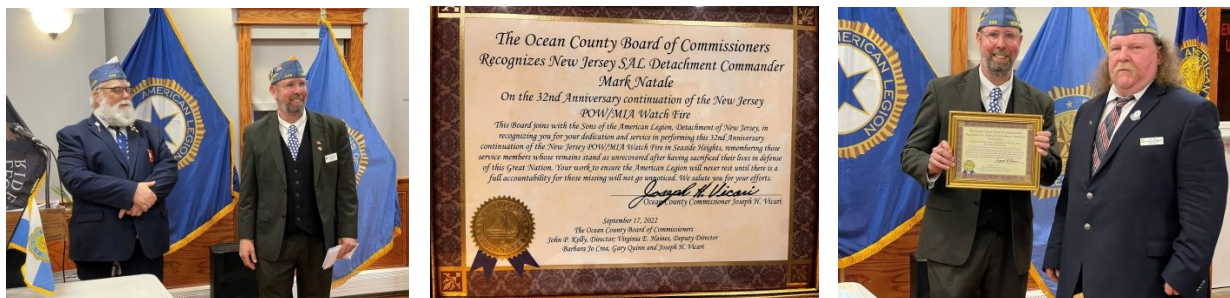 AMERICAN LEGION
The Ocean County Board of Commissioners
Recognizes New Jersey SAL Detachment Commander
Mark Natale
On the 32nd Anniversary continuation of the New Jersey
POW/MIA Watch Fire
This Board joins with the Sons of the American Legion, Detachment of New Jersey, in
recognizing you for your dedication and service in performing this 32nd Anniversary
continuation of the New Jersey POW/MIA Watch Fire in Seaside Heights, remembering those
service members whose remains stand as unrecovered after having sacrificed their lives in defense
of this Great Nation. Your work to ensure the American Legion will never rest until there is a
full accountability for those missing will not go unnoticed. We salute you for your efforts.
Joseph H. Vicari
Ocean County Commissioner Joseph H. Vicari
September 17, 2022
The Ocean County Board of Commissioners
John P. Kelly, Director; Virginia E. Haines, Deputy Director
Barbara Jo Crea, Gary Quinn and Joseph H. Vicari
AMERICAN LEGION